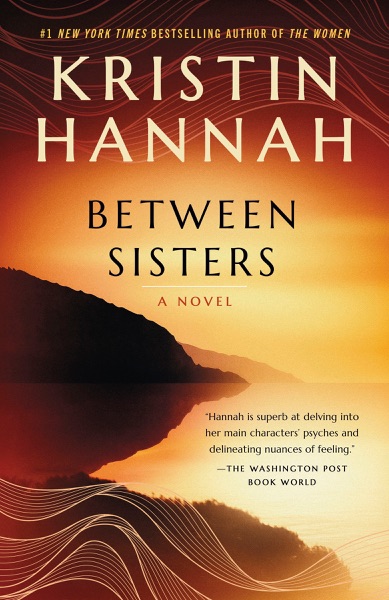 #1 NEW YORK TIMES BESTSELLING AUTHOR OF THE WOMEN
KRISTIN
HANNAH
BETWEEN
SISTERS
A NOVEL
“Hannah is superb at delving into
her main characters’ psyches and
delineating nuances of feeling.”
—THE WASHINGTON POST
BOOK WORLD